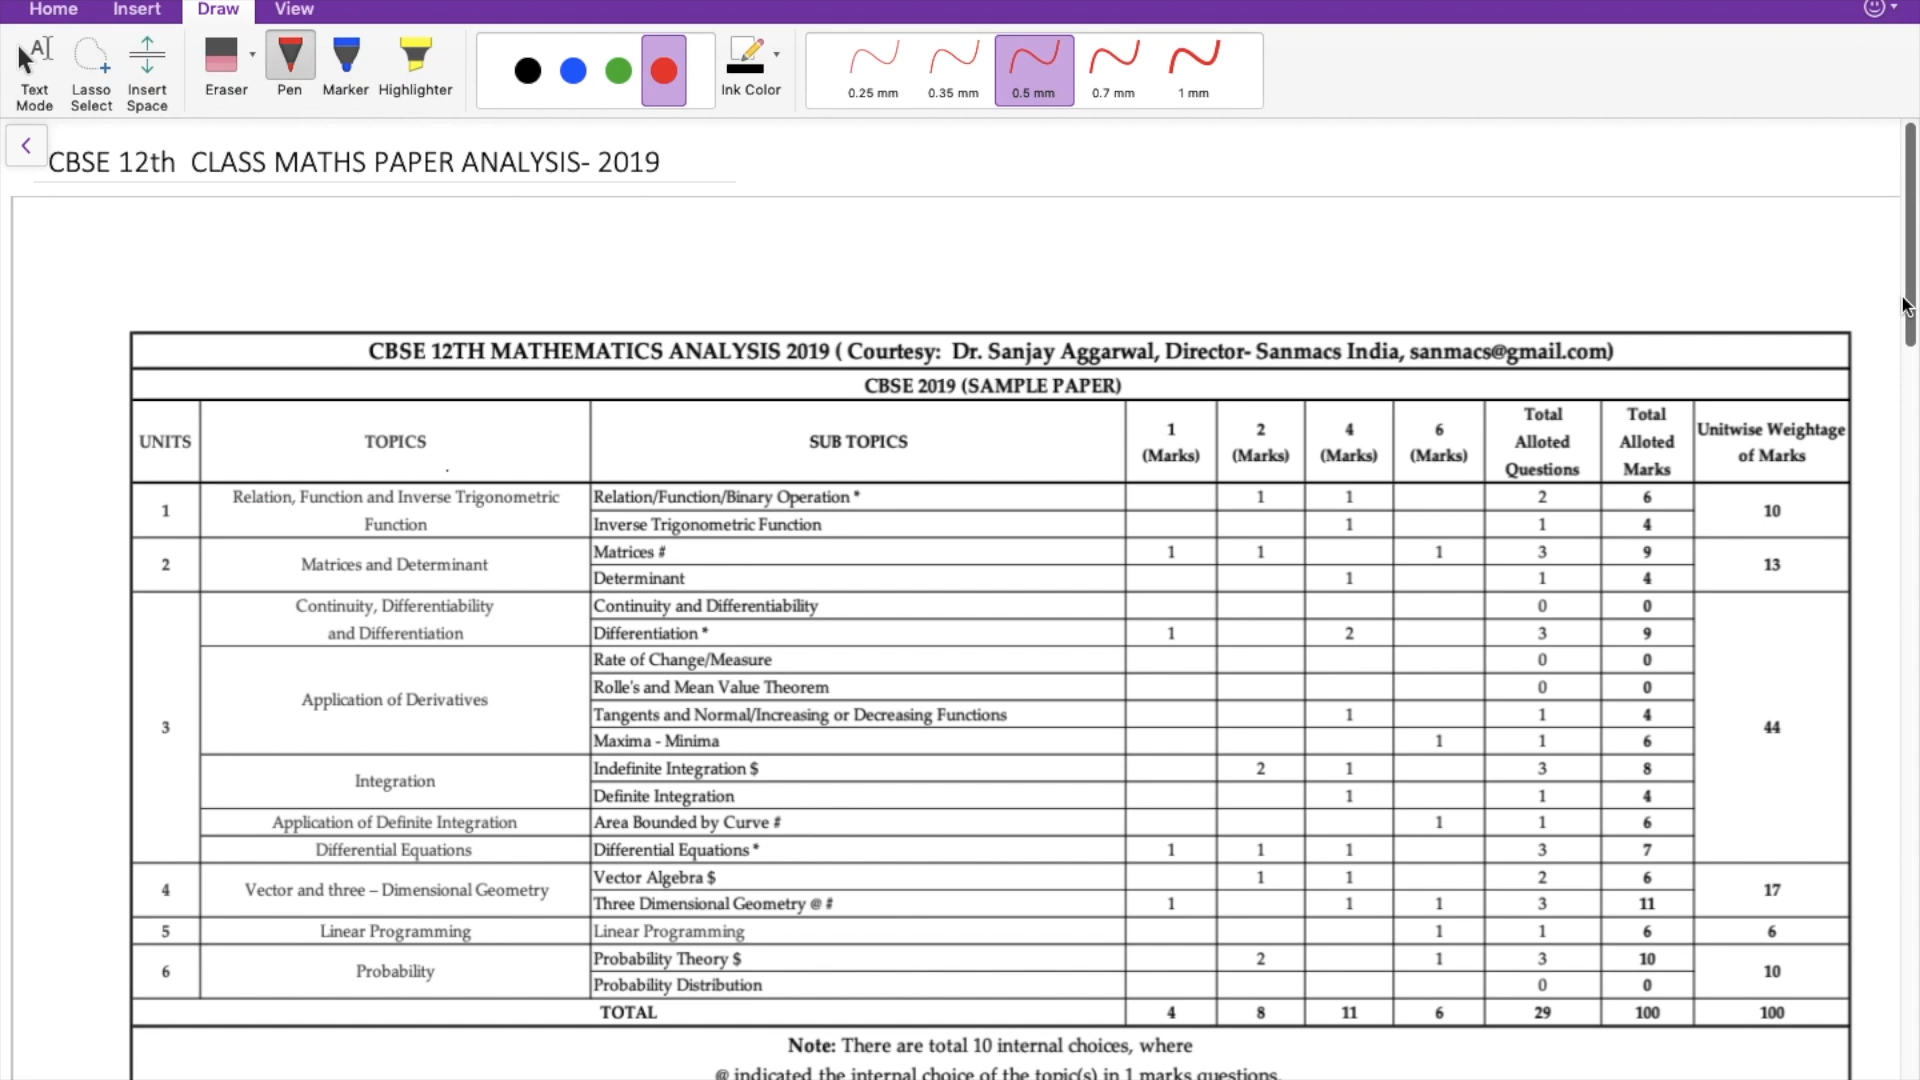 Home Insert Draw View
Text Mode Lasso Select Insert Space Eraser Pen Marker Highlighter Ink Color 0.25 mm 0.35 mm 0.5 mm 0.7 mm 1 mm
CBSE 12th CLASS MATHS PAPER ANALYSIS- 2019
CBSE 12TH MATHEMATICS ANALYSIS 2019 ( Courtesy: Dr. Sanjay Aggarwal, Director- Sanmacs India, sanmacs@gmail.com)
CBSE 2019 (SAMPLE PAPER)
UNITS TOPICS SUB TOPICS 1 (Marks) 2 (Marks) 4 (Marks) 6 (Marks) Total Alloted Questions Total Alloted Marks Unitwise Weightage of Marks
1 Relation, Function and Inverse Trigonometric Function Relation/Function/Binary Operation * 1 1 2 6 10
Inverse Trigonometric Function 1 1 4
2 Matrices and Determinant Matrices # 1 1 1 3 9 13
Determinant 1 1 4
3 Continuity, Differentiability and Differentiation Continuity and Differentiability 0 0 44
Differentiation * 1 2 3 9
Application of Derivatives Rate of Change/Measure 0 0
Rolle's and Mean Value Theorem 0 0
Tangents and Normal/Increasing or Decreasing Functions 1 1 4
Maxima - Minima 1 1 6
Integration Indefinite Integration $ 2 1 3 8
Definite Integration 1 1 4
Application of Definite Integration Area Bounded by Curve # 1 1 6
Differential Equations Differential Equations * 1 1 1 3 7
4 Vector and three – Dimensional Geometry Vector Algebra $ 1 1 2 6 17
Three Dimensional Geometry @ # 1 1 1 3 11
5 Linear Programming Linear Programming 1 1 6 6
6 Probability Probability Theory $ 2 1 3 10 10
Probability Distribution 0 0
TOTAL 4 8 11 6 29 100 100
Note: There are total 10 internal choices, where
@ indicated the internal choice of the topic(s) in 1 marks questions.